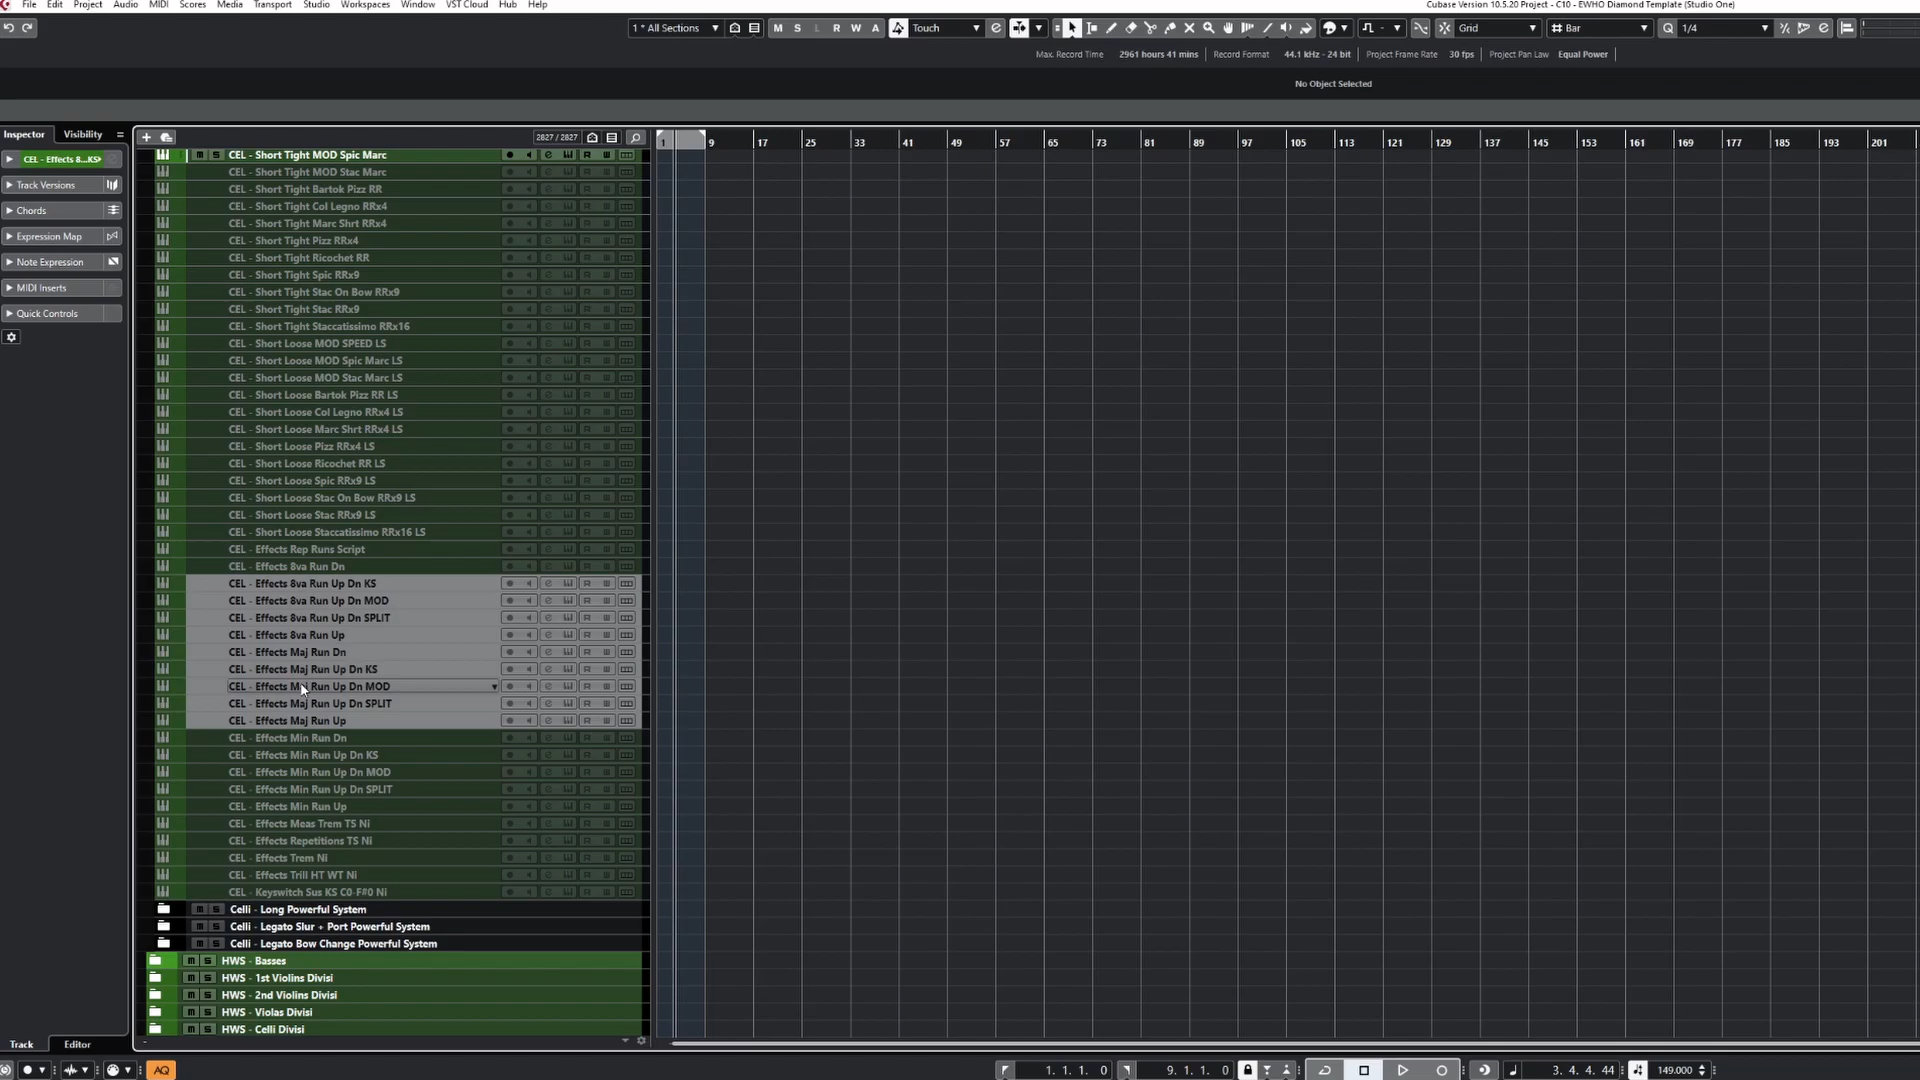 File Edit Project Audio MIDI Scores Media Transport Studio Workspaces Window VST Cloud Hub Help
Cubase Version 10.5.20 Project - C10 - EWHO Diamond Template (Studio One)
1 * All Sections M S L R W A Touch Grid Bar Q 1/4
Max. Record Time 2961 hours 41 mins Record Format 44.1 kHz - 24 bit Project Frame Rate 30 fps Project Pan Law Equal Power
No Object Selected
Inspector Visibility
2827 / 2827
1 9 17 25 33 41 49 57 65 73 81 89 97 105 113 121 129 137 145 153 161 169 177 185 193 201
CEL - Effects 8...KS
Track Versions
Chords
Expression Map
Note Expression
MIDI Inserts
Quick Controls
m S CEL - Short Tight MOD Spic Marc
CEL - Short Tight MOD Stac Marc
CEL - Short Tight Bartok Pizz RR
CEL - Short Tight Col Legno RRx4
CEL - Short Tight Marc Shrt RRx4
CEL - Short Tight Pizz RRx4
CEL - Short Tight Ricochet RR
CEL - Short Tight Spic RRx9
CEL - Short Tight Stac On Bow RRx9
CEL - Short Tight Stac RRx9
CEL - Short Tight Staccatissimo RRx16
CEL - Short Loose MOD SPEED LS
CEL - Short Loose MOD Spic Marc LS
CEL - Short Loose MOD Stac Marc LS
CEL - Short Loose Bartok Pizz RR LS
CEL - Short Loose Col Legno RRx4 LS
CEL - Short Loose Marc Shrt RRx4 LS
CEL - Short Loose Pizz RRx4 LS
CEL - Short Loose Ricochet RR LS
CEL - Short Loose Spic RRx9 LS
CEL - Short Loose Stac On Bow RRx9 LS
CEL - Short Loose Stac RRx9 LS
CEL - Short Loose Staccatissimo RRx16 LS
CEL - Effects Rep Runs Script
CEL - Effects 8va Run Dn
CEL - Effects 8va Run Up Dn KS
CEL - Effects 8va Run Up Dn MOD
CEL - Effects 8va Run Up Dn SPLIT
CEL - Effects 8va Run Up
CEL - Effects Maj Run Dn
CEL - Effects Maj Run Up Dn KS
CEL - Effects Maj Run Up Dn MOD
CEL - Effects Maj Run Up Dn SPLIT
CEL - Effects Maj Run Up
CEL - Effects Min Run Dn
CEL - Effects Min Run Up Dn KS
CEL - Effects Min Run Up Dn MOD
CEL - Effects Min Run Up Dn SPLIT
CEL - Effects Min Run Up
CEL - Effects Meas Trem TS Ni
CEL - Effects Repetitions TS Ni
CEL - Effects Trem Ni
CEL - Effects Trill HT WT Ni
CEL - Keyswitch Sus KS C0-F#0 Ni
m S Celli - Long Powerful System
m S Celli - Legato Slur + Port Powerful System
m S Celli - Legato Bow Change Powerful System
m S HWS - Basses
m S HWS - 1st Violins Divisi
m S HWS - 2nd Violins Divisi
m S HWS - Violas Divisi
m S HWS - Celli Divisi
Track Editor
AQ 1. 1. 1. 0 9. 1. 1. 0 3. 4. 4. 44 149.000